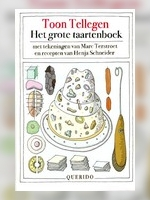 Toon Tellegen
Het grote taartenboek
met tekeningen van Marc Terstroet
en recepten van Henja Schneider
QUERIDO